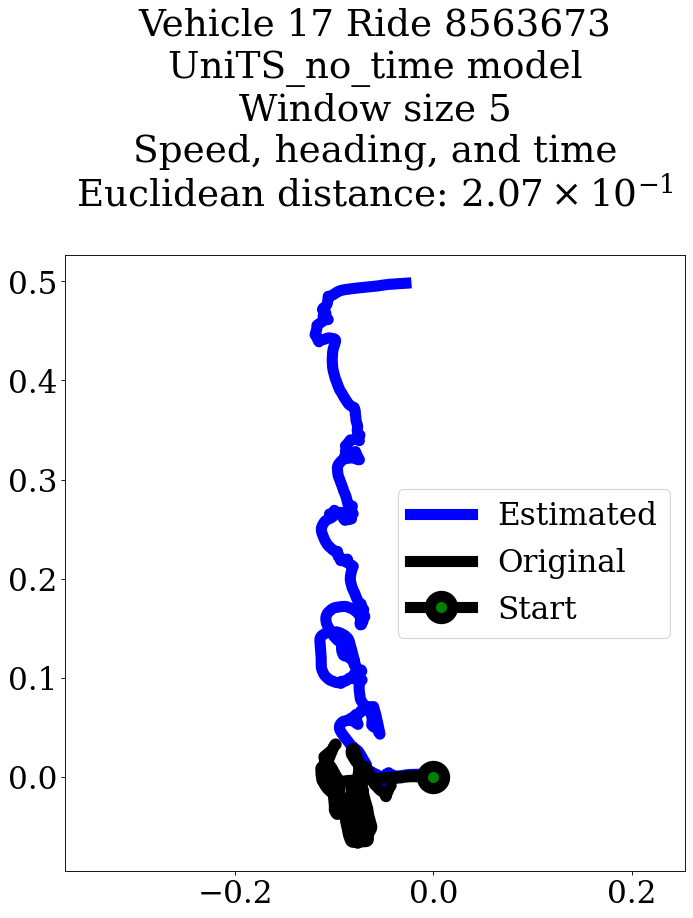 Vehicle 17 Ride 8563673
UniTS_no_time model
Window size 5
Speed, heading, and time
Euclidean distance: 2.07 × 10⁻¹
0.5
0.4
0.3
0.2
0.1
0.0
Estimated
Original
Start
−0.2
0.0
0.2